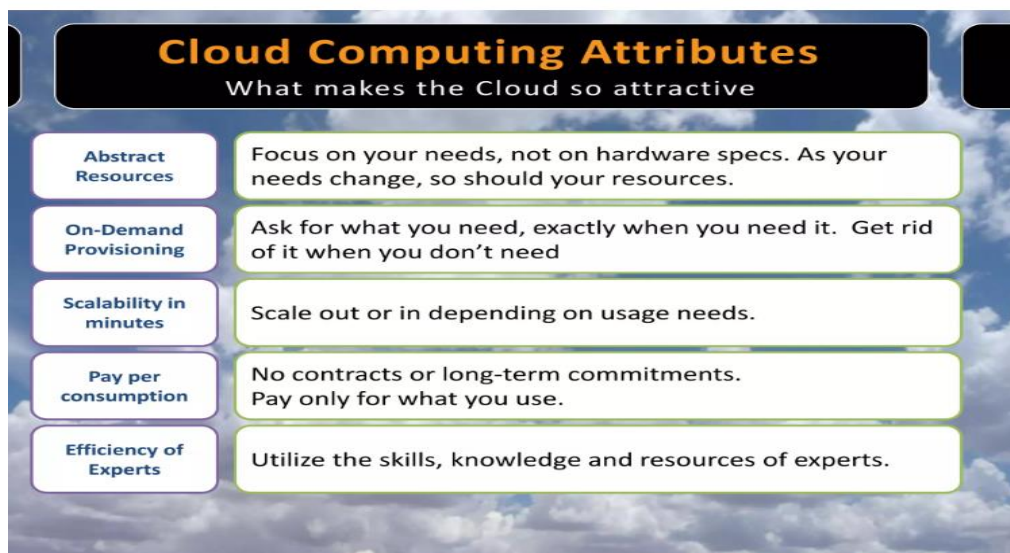 Cloud Computing Attributes
What makes the Cloud so attractive
Abstract
Resources
Focus on your needs, not on hardware specs. As your
needs change, so should your resources.
On-Demand
Provisioning
Ask for what you need, exactly when you need it.  Get rid
of it when you don’t need
Scalability in
minutes
Scale out or in depending on usage needs.
Pay per
consumption
No contracts or long-term commitments.
Pay only for what you use.
Efficiency of
Experts
Utilize the skills, knowledge and resources of experts.